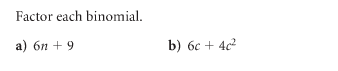 Factor each binomial.
a) 6n + 9 b) 6c + 4c²